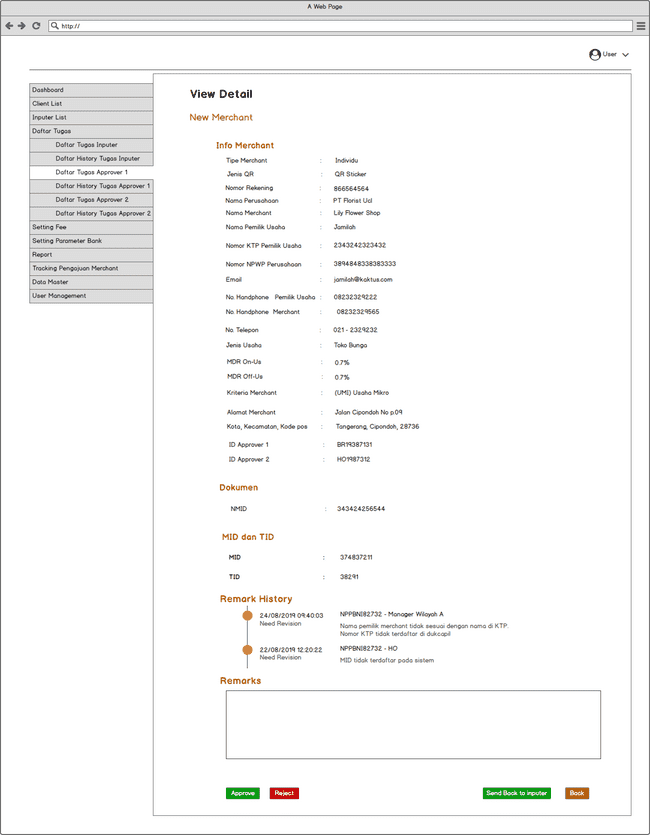 A Web Page
http://
User
Dashboard
Client List
Inputer List
Daftar Tugas
Daftar Tugas Inputer
Daftar History Tugas Inputer
Daftar Tugas Approver 1
Daftar History Tugas Approver 1
Daftar Tugas Approver 2
Daftar History Tugas Approver 2
Setting Fee
Setting Parameter Bank
Report
Tracking Pengajuan Merchant
Data Master
User Management
View Detail
New Merchant
Info Merchant
Tipe Merchant : Individu
Jenis QR : QR Sticker
Nomor Rekening : 866564564
Nama Perusahaan : PT Florist Ucl
Nama Merchant : Lily Flower Shop
Nama Pemilik Usaha : Jamilah
Nomor KTP Pemilik Usaha : 2343242323432
Nomor NPWP Perusahaan : 3894848338383333
Email : jamilah@kaktus.com
No. Handphone Pemilik Usaha : 08232329222
No. Handphone Merchant : 08232329565
No. Telepon : 021 - 2329232
Jenis Usaha : Toko Bunga
MDR On-Us : 0.7%
MDR Off-Us : 0.7%
Kriteria Merchant : (UMI) Usaha Mikro
Alamat Merchant : Jalan Cipondoh No p.09
Kota, Kecamatan, Kode pos : Tangerang, Cipondoh, 28736
ID Approver 1 : BR19387131
ID Approver 2 : HO1987312
Dokumen
NMID : 343424256544
MID dan TID
MID : 374837211
TID : 38291
Remark History
24/08/2019 09:40:03 NPPBNI82732 - Manager Wilayah A
Need Revision
Nama pemilik merchant tidak sesuai dengan nama di KTP.
Nomor KTP tidak terdaftar di dukcapil
22/08/2019 12:20:22 NPPBNI82732 - HO
Need Revision
MID tidak terdaftar pada sistem
Remarks
Approve
Reject
Send Back to inputer
Back